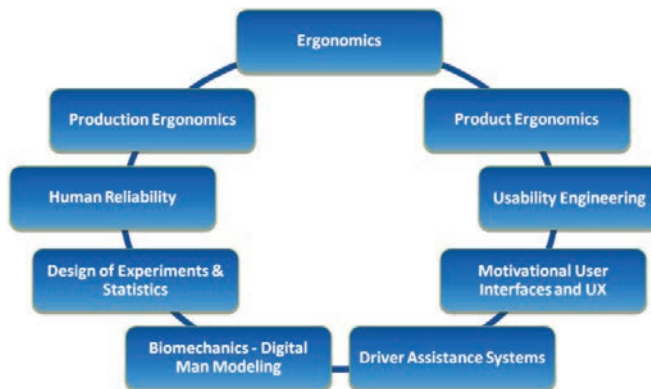 Ergonomics
Production Ergonomics
Product Ergonomics
Human Reliability
Usability Engineering
Design of Experiments &
Statistics
Motivational User
Interfaces and UX
Biomechanics - Digital
Man Modeling
Driver Assistance Systems